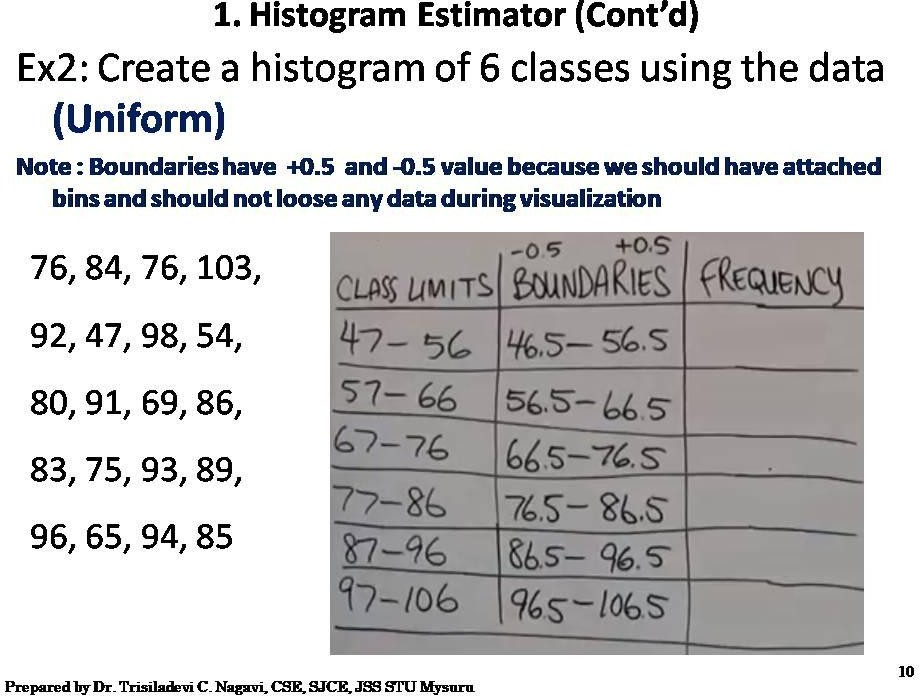 1. Histogram Estimator (Cont’d)
Ex2: Create a histogram of 6 classes using the data
(Uniform)
Note : Boundaries have +0.5 and -0.5 value because we should have attached
bins and should not loose any data during visualization
76, 84, 76, 103,
92, 47, 98, 54,
80, 91, 69, 86,
83, 75, 93, 89,
96, 65, 94, 85
-0.5 +0.5
CLASS LIMITS BOUNDARIES FREQUENCY
47-56 46.5-56.5
57-66 56.5-66.5
67-76 66.5-76.5
77-86 76.5-86.5
87-96 86.5-96.5
97-106 96.5-106.5
Prepared by Dr. Trisiladevi C. Nagavi, CSE, SJCE, JSS STU Mysuru
10